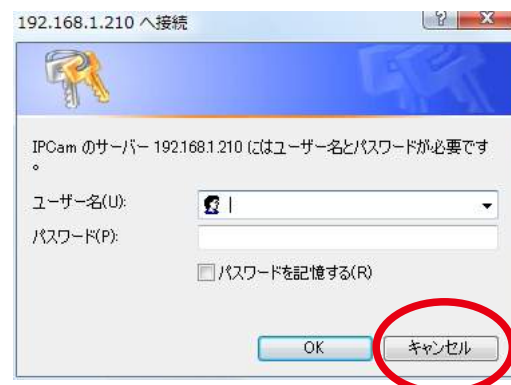 192.168.1.210 へ接続
IPCam のサーバー 192.168.1.210 にはユーザー名とパスワードが必要です
。
ユーザー名(U):
パスワード(P):
パスワードを記憶する(R)
OK キャンセル